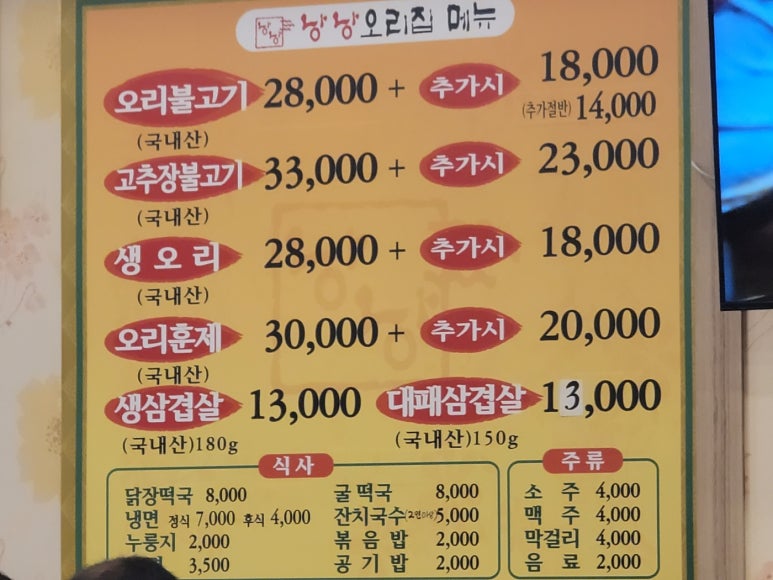 낭낭 낭낭오리집 메뉴
오리불고기 28,000 + 추가시 18,000
(국내산) (추가절반) 14,000
고추장불고기 33,000 + 추가시 23,000
(국내산)
생오리 28,000 + 추가시 18,000
(국내산)
오리훈제 30,000 + 추가시 20,000
(국내산)
생삼겹살 13,000 대패삼겹살 13,000
(국내산)180g (국내산)150g
식사 주류
닭장떡국 8,000 굴떡국 8,000 소주 4,000
냉면 정식 7,000 후식 4,000 잔치국수 5,000 맥주 4,000
누룽지 2,000 볶음밥 2,000 막걸리 4,000
3,500 공기밥 2,000 음료 2,000